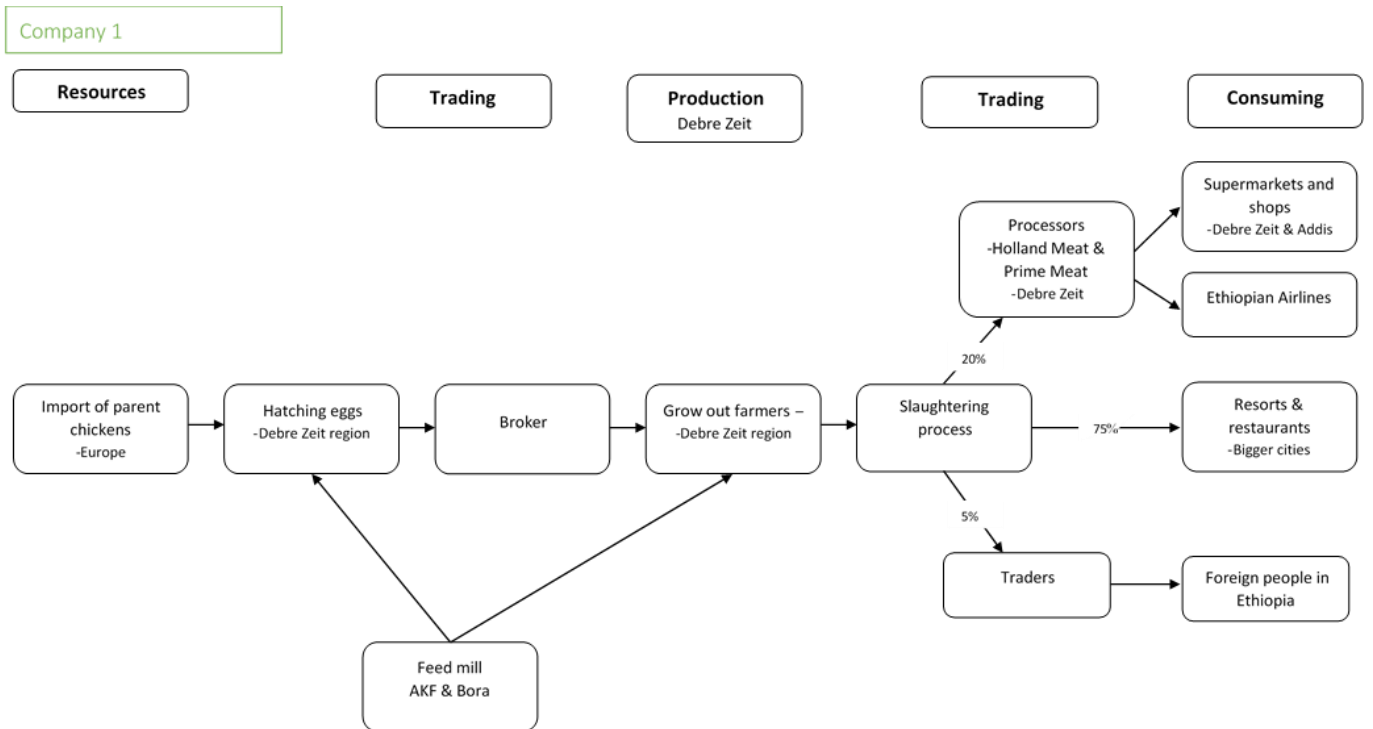 Company 1
Resources
Trading
Production
Debre Zeit
Trading
Consuming
Supermarkets and
shops
-Debre Zeit & Addis
Processors
-Holland Meat &
Prime Meat
-Debre Zeit
Ethiopian Airlines
20%
Import of parent
chickens
-Europe
Hatching eggs
-Debre Zeit region
Broker
Grow out farmers –
-Debre Zeit region
Slaughtering
process
75%
Resorts &
restaurants
-Bigger cities
5%
Traders
Foreign people in
Ethiopia
Feed mill
AKF & Bora